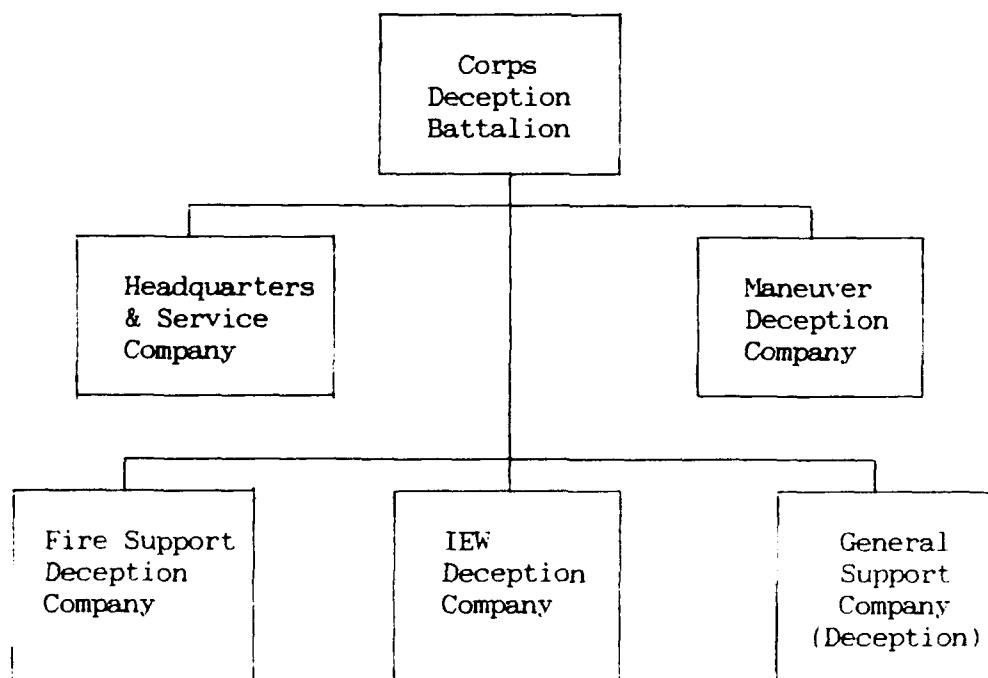 Corps
Deception
Battalion
Headquarters
& Service
Company
Maneuver
Deception
Company
Fire Support
Deception
Company
IEW
Deception
Company
General
Support
Company
(Deception)